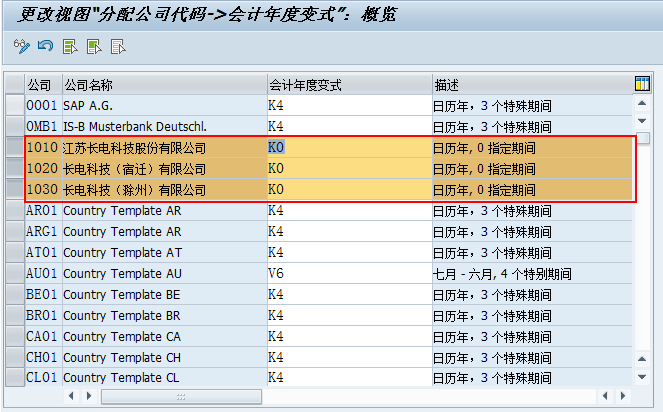 更改视图"分配公司代码->会计年度变式": 概览
公司 公司名称 会计年度变式 描述
0001 SAP A.G. K4 日历年, 3 个特殊期间
0MB1 IS-B Musterbank Deutschl. K4 日历年, 3 个特殊期间
1010 江苏长电科技股份有限公司 K0 日历年, 0 指定期间
1020 长电科技（宿迁）有限公司 K0 日历年, 0 指定期间
1030 长电科技（滁州）有限公司 K0 日历年, 0 指定期间
AR01 Country Template AR K4 日历年, 3 个特殊期间
ARG1 Country Template AR K4 日历年, 3 个特殊期间
AT01 Country Template AT K4 日历年, 3 个特殊期间
AU01 Country Template AU V6 七月 - 六月, 4 个特别期间
BE01 Country Template BE K4 日历年, 3 个特殊期间
BR01 Country Template BR K4 日历年, 3 个特殊期间
CA01 Country Template CA K4 日历年, 3 个特殊期间
CH01 Country Template CH K4 日历年, 3 个特殊期间
CL01 Country Template CL K4 日历年, 3 个特殊期间